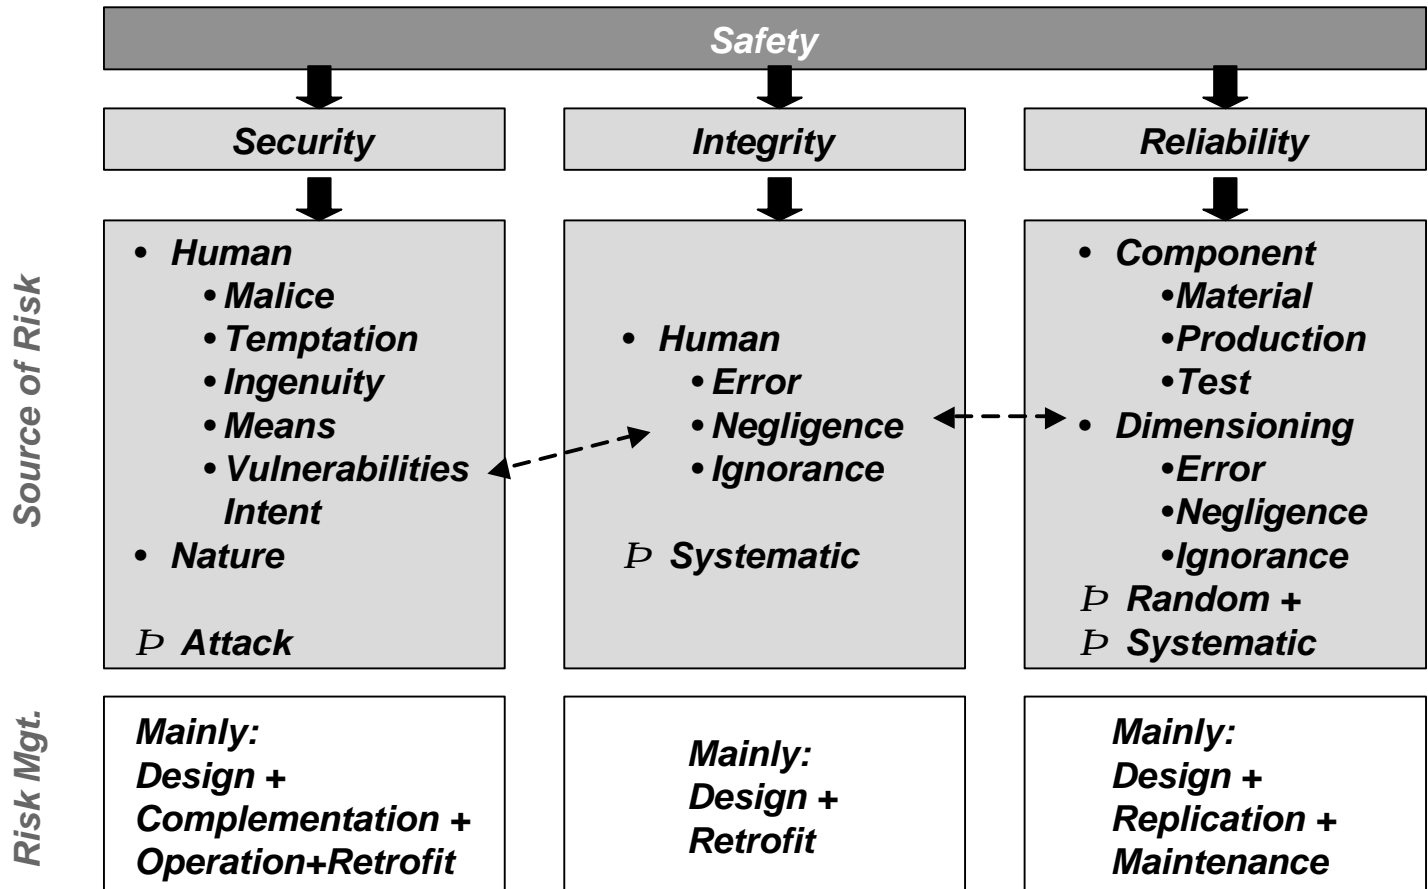 Safety
Security
Integrity
Reliability
Source of Risk
• Human
• Malice
• Temptation
• Ingenuity
• Means
• Vulnerabilities
Intent
• Nature
Þ Attack
• Human
• Error
• Negligence
• Ignorance
Þ Systematic
• Component
•Material
•Production
•Test
• Dimensioning
•Error
•Negligence
•Ignorance
Þ Random +
Þ Systematic
Risk Mgt.
Mainly:
Design +
Complementation +
Operation+Retrofit
Mainly:
Design +
Retrofit
Mainly:
Design +
Replication +
Maintenance